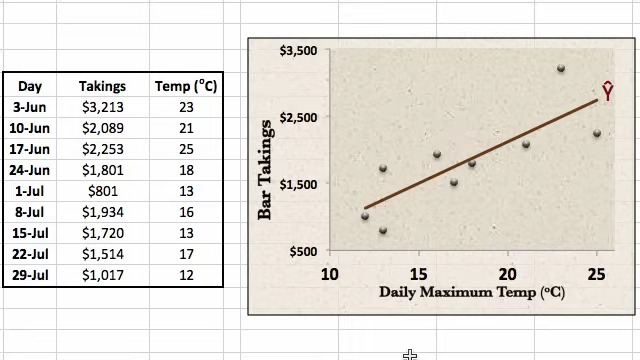 Day Takings Temp (°C)
3-Jun $3,213 23
10-Jun $2,089 21
17-Jun $2,253 25
24-Jun $1,801 18
1-Jul $801 13
8-Jul $1,934 16
15-Jul $1,720 13
22-Jul $1,514 17
29-Jul $1,017 12
Bar Takings
$3,500
$2,500
$1,500
$500
Ŷ
10 15 20 25
Daily Maximum Temp (°C)